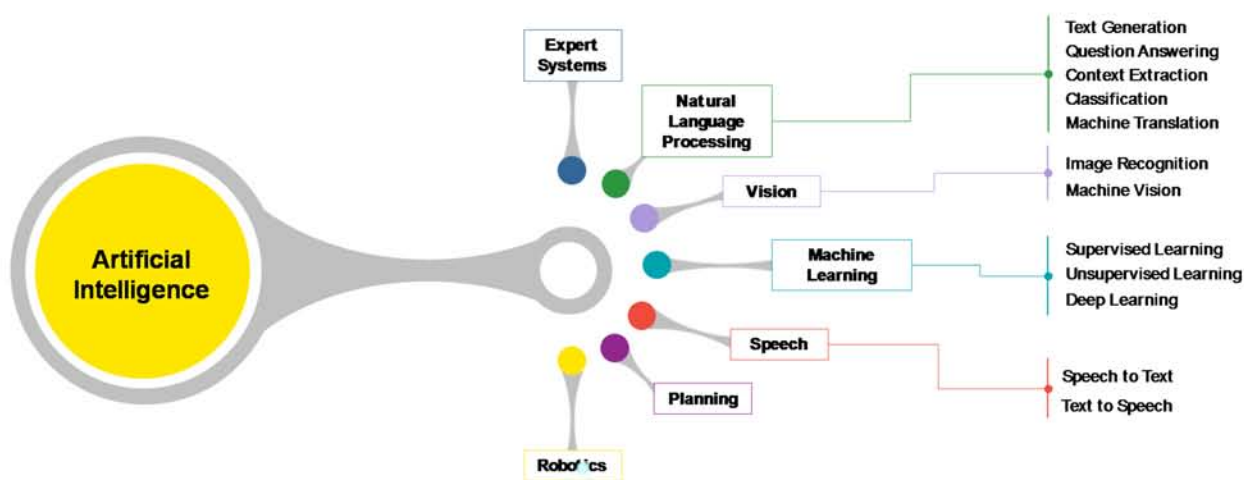 Artificial
Intelligence
Expert
Systems
Natural
Language
Processing
Text Generation
Question Answering
Context Extraction
Classification
Machine Translation
Vision
Image Recognition
Machine Vision
Machine
Learning
Supervised Learning
Unsupervised Learning
Deep Learning
Speech
Speech to Text
Text to Speech
Planning
Robotics